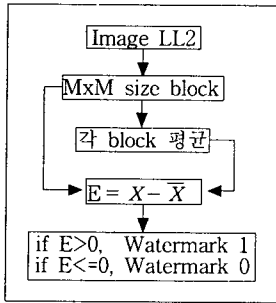 Image LL2
MxM size block
각 block 평균
E = X − X̅
if E>0, Watermark 1
if E<=0, Watermark 0